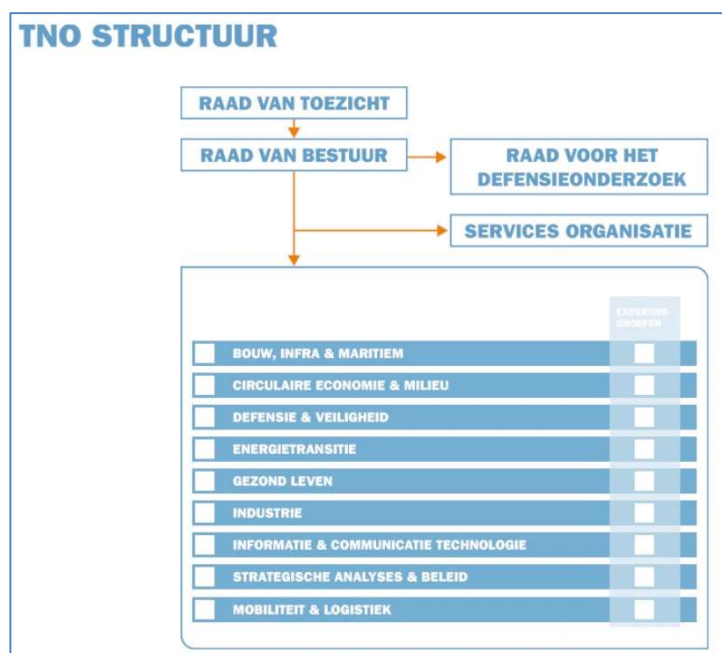 TNO STRUCTUUR
RAAD VAN TOEZICHT
RAAD VAN BESTUUR
RAAD VOOR HET
DEFENSIEONDERZOEK
SERVICES ORGANISATIE
EXPERTISE-
GROEPEN
BOUW, INFRA & MARITIEM
CIRCULAIRE ECONOMIE & MILIEU
DEFENSIE & VEILIGHEID
ENERGIETRANSITIE
GEZOND LEVEN
INDUSTRIE
INFORMATIE & COMMUNICATIE TECHNOLOGIE
STRATEGISCHE ANALYSES & BELEID
MOBILITEIT & LOGISTIEK